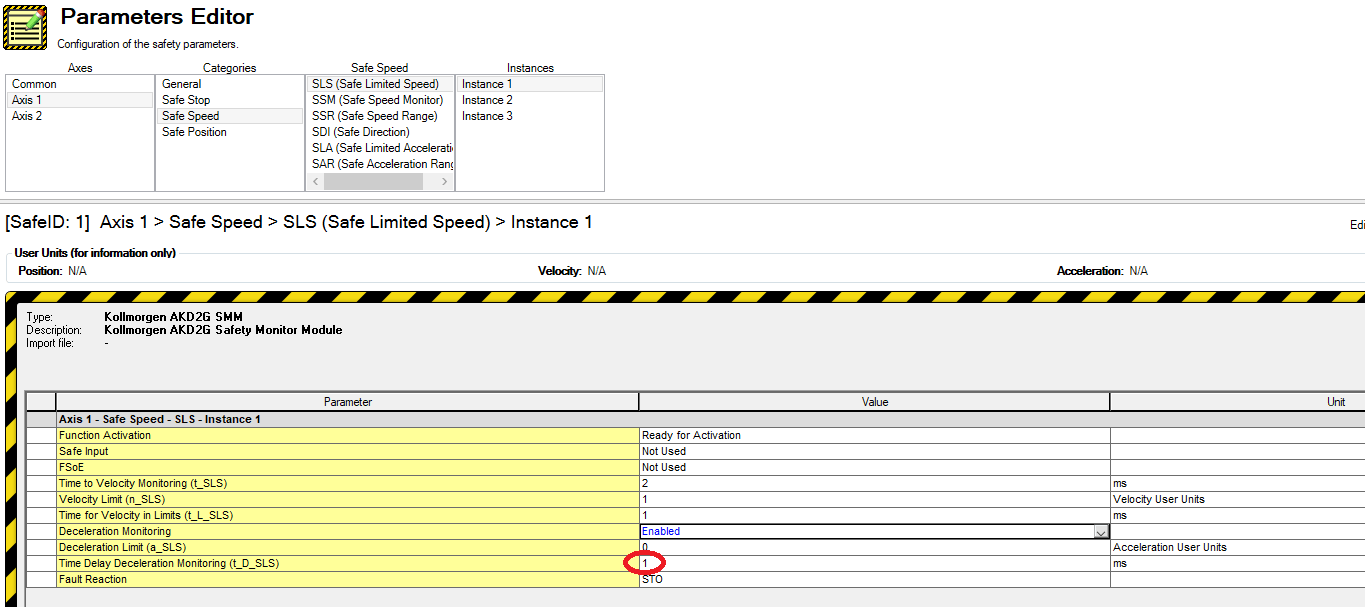 Parameters Editor
Configuration of the safety parameters.
Axes Categories Safe Speed Instances
Common General SLS (Safe Limited Speed) Instance 1
Axis 1 Safe Stop SSM (Safe Speed Monitor) Instance 2
Axis 2 Safe Speed SSR (Safe Speed Range) Instance 3
Safe Position SDI (Safe Direction)
SLA (Safe Limited Accelerati
SAR (Safe Acceleration Rang
[SafeID: 1] Axis 1 > Safe Speed > SLS (Safe Limited Speed) > Instance 1 Edi
User Units (for information only)
Position: N/A Velocity: N/A Acceleration: N/A
Type: Kollmorgen AKD2G SMM
Description: Kollmorgen AKD2G Safety Monitor Module
Import file: -
Parameter Value Unit
Axis 1 - Safe Speed - SLS - Instance 1
Function Activation Ready for Activation
Safe Input Not Used
FSoE Not Used
Time to Velocity Monitoring (t_SLS) 2 ms
Velocity Limit (n_SLS) 1 Velocity User Units
Time for Velocity in Limits (t_L_SLS) 1 ms
Deceleration Monitoring Enabled
Deceleration Limit (a_SLS) 0 Acceleration User Units
Time Delay Deceleration Monitoring (t_D_SLS) 1 ms
Fault Reaction STO